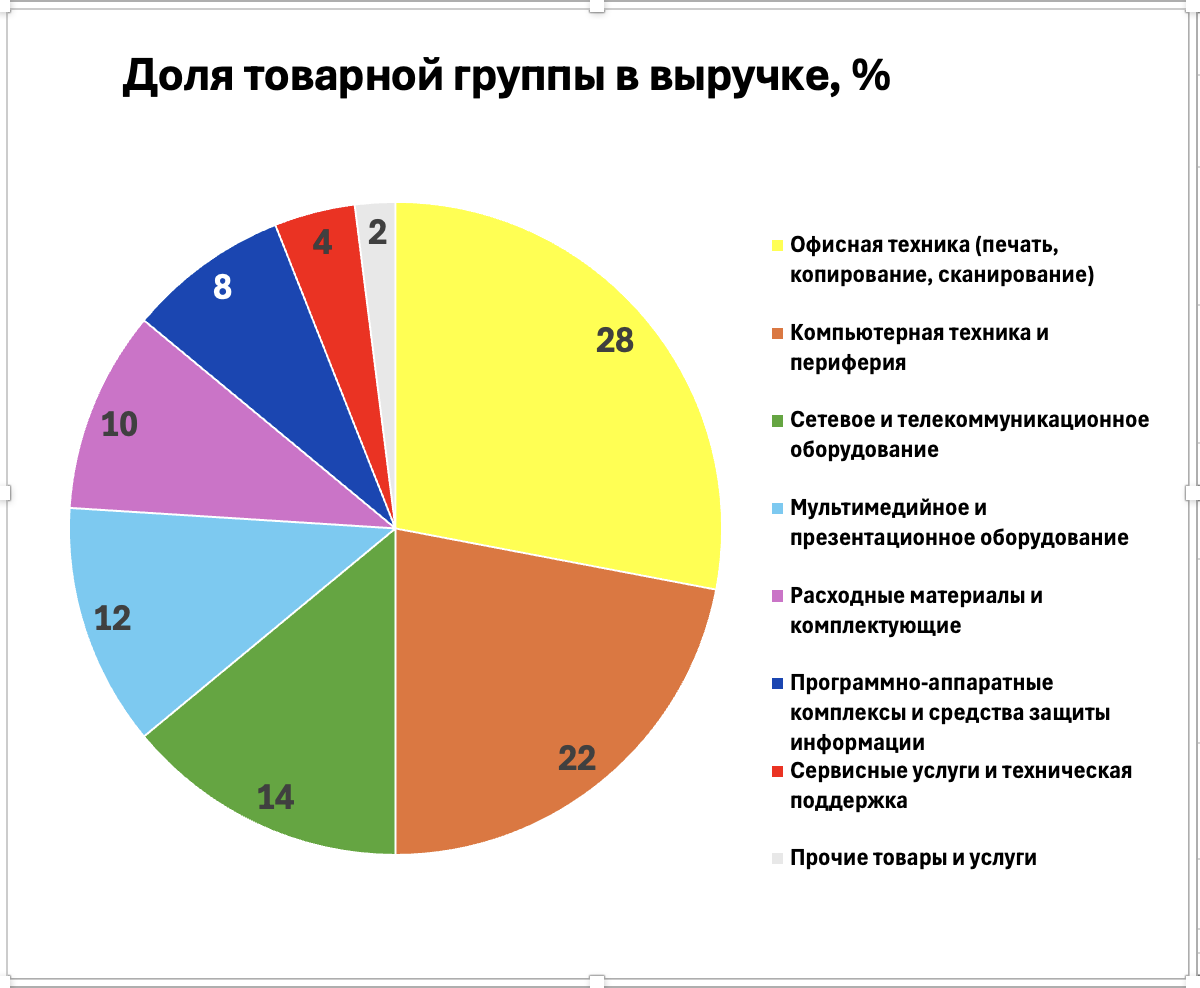 Доля товарной группы в выручке, %
2
4
8
28
10
12
22
14
Офисная техника (печать,
копирование, сканирование)
Компьютерная техника и
периферия
Сетевое и телекоммуникационное
оборудование
Мультимедийное и
презентационное оборудование
Расходные материалы и
комплектующие
Программно-аппаратные
комплексы и средства защиты
информации
Сервисные услуги и техническая
поддержка
Прочие товары и услуги